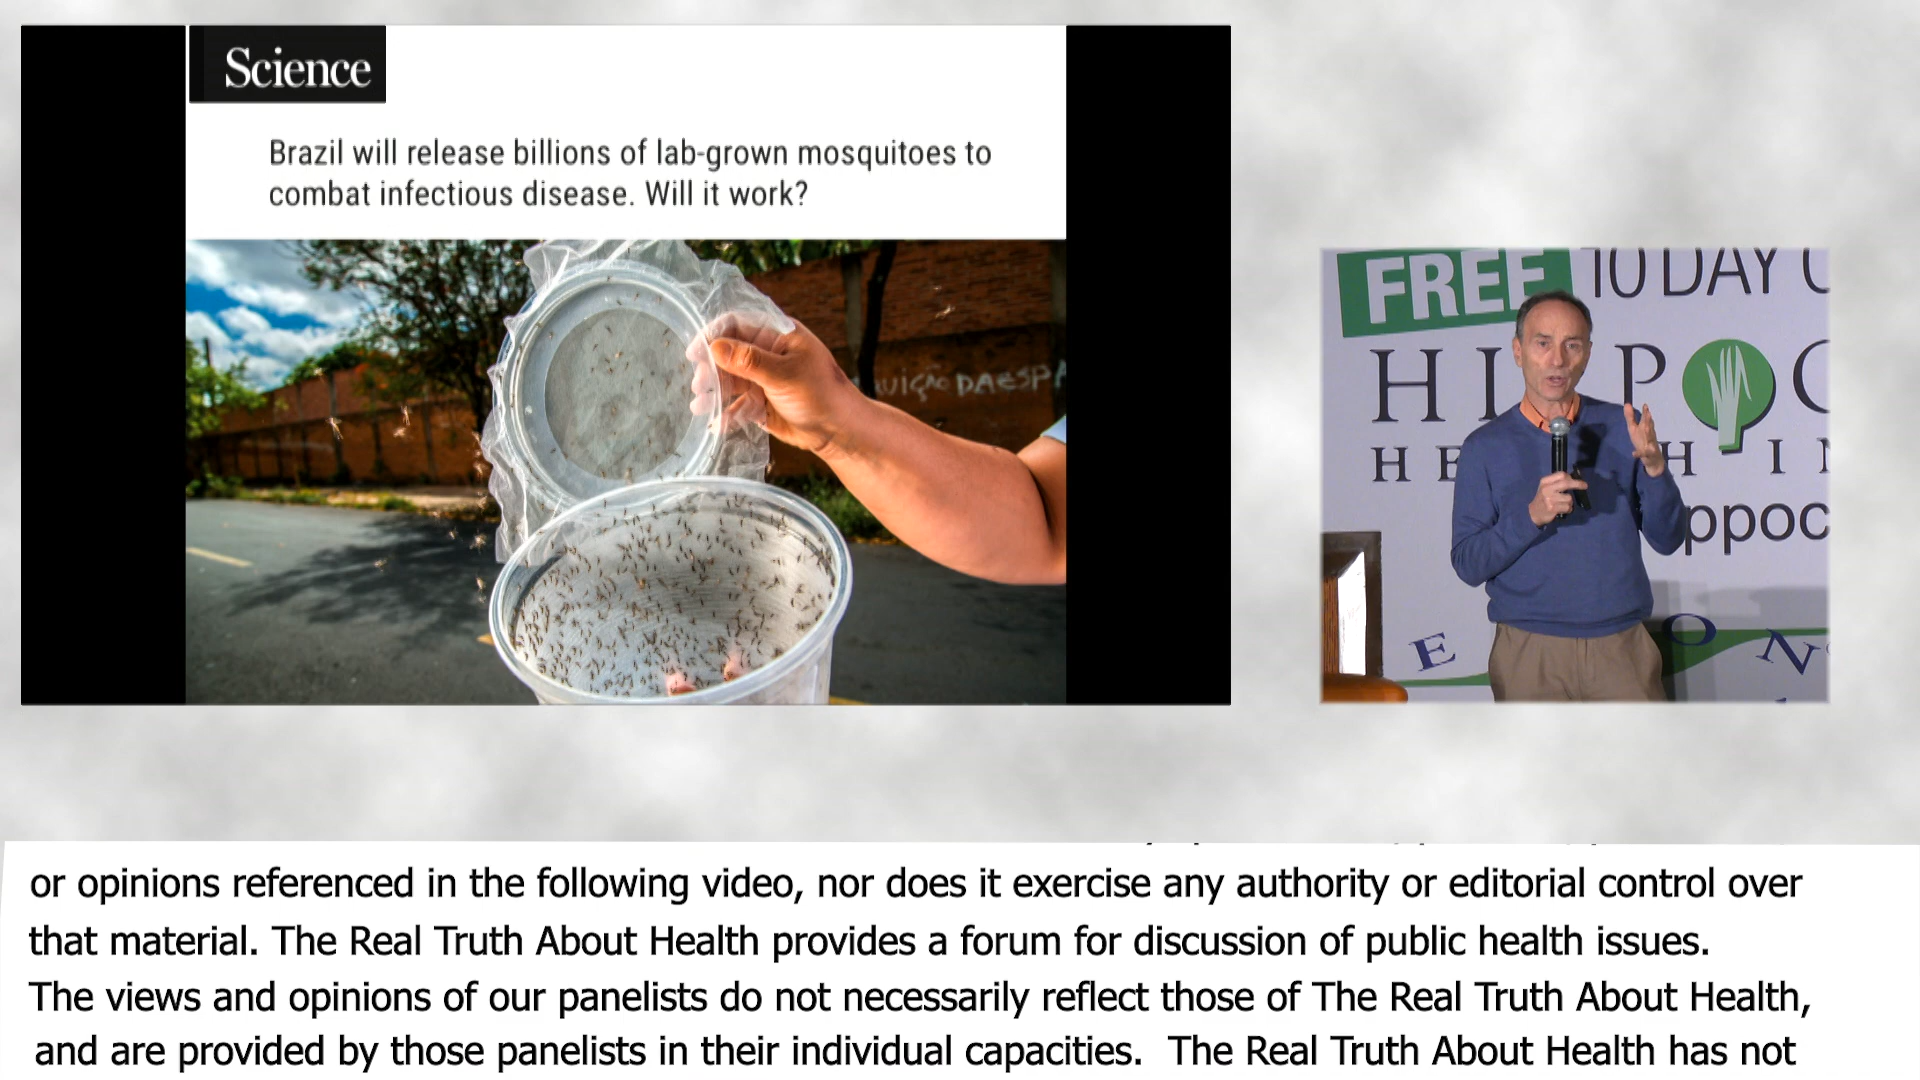 Science
Brazil will release billions of lab-grown mosquitoes to
combat infectious disease. Will it work?
FREE 10 DAY
HI P
H
ppoc
E O N
or opinions referenced in the following video, nor does it exercise any authority or editorial control over
that material. The Real Truth About Health provides a forum for discussion of public health issues.
The views and opinions of our panelists do not necessarily reflect those of The Real Truth About Health,
and are provided by those panelists in their individual capacities. The Real Truth About Health has not